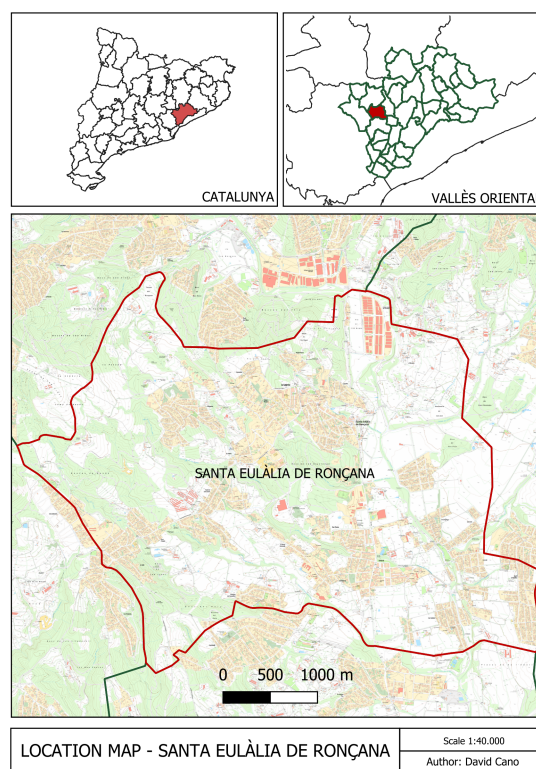 CATALUNYA
VALLÈS ORIENTA
SANTA EULÀLIA DE RONÇANA
0 500 1000 m
LOCATION MAP - SANTA EULÀLIA DE RONÇANA
Scale 1:40.000
Author: David Cano